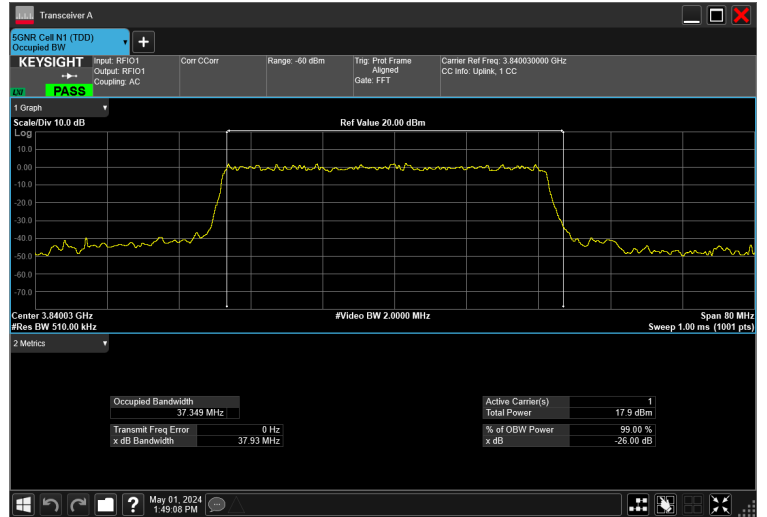 Transceiver A
5GNR Cell N1 (TDD)
Occupied BW
KEYSIGHT
LXI
PASS
Input: RFIO1
Output: RFIO1
Coupling: AC
Corr CCorr
Range: -60 dBm
Trig: Prot Frame
Aligned
Gate: FFT
Carrier Ref Freq: 3.840030000 GHz
CC Info: Uplink, 1 CC
1 Graph
Scale/Div 10.0 dB
Ref Value 20.00 dBm
Log
10.0
0.00
-10.0
-20.0
-30.0
-40.0
-50.0
-60.0
-70.0
Center 3.84003 GHz
#Video BW 2.0000 MHz
Span 80 MHz
#Res BW 510.00 kHz
Sweep 1.00 ms (1001 pts)
2 Metrics
Occupied Bandwidth
37.349 MHz
Transmit Freq Error 0 Hz
x dB Bandwidth 37.93 MHz
Active Carrier(s) 1
Total Power 17.9 dBm
% of OBW Power 99.00 %
x dB -26.00 dB
?
May 01, 2024
1:49:08 PM